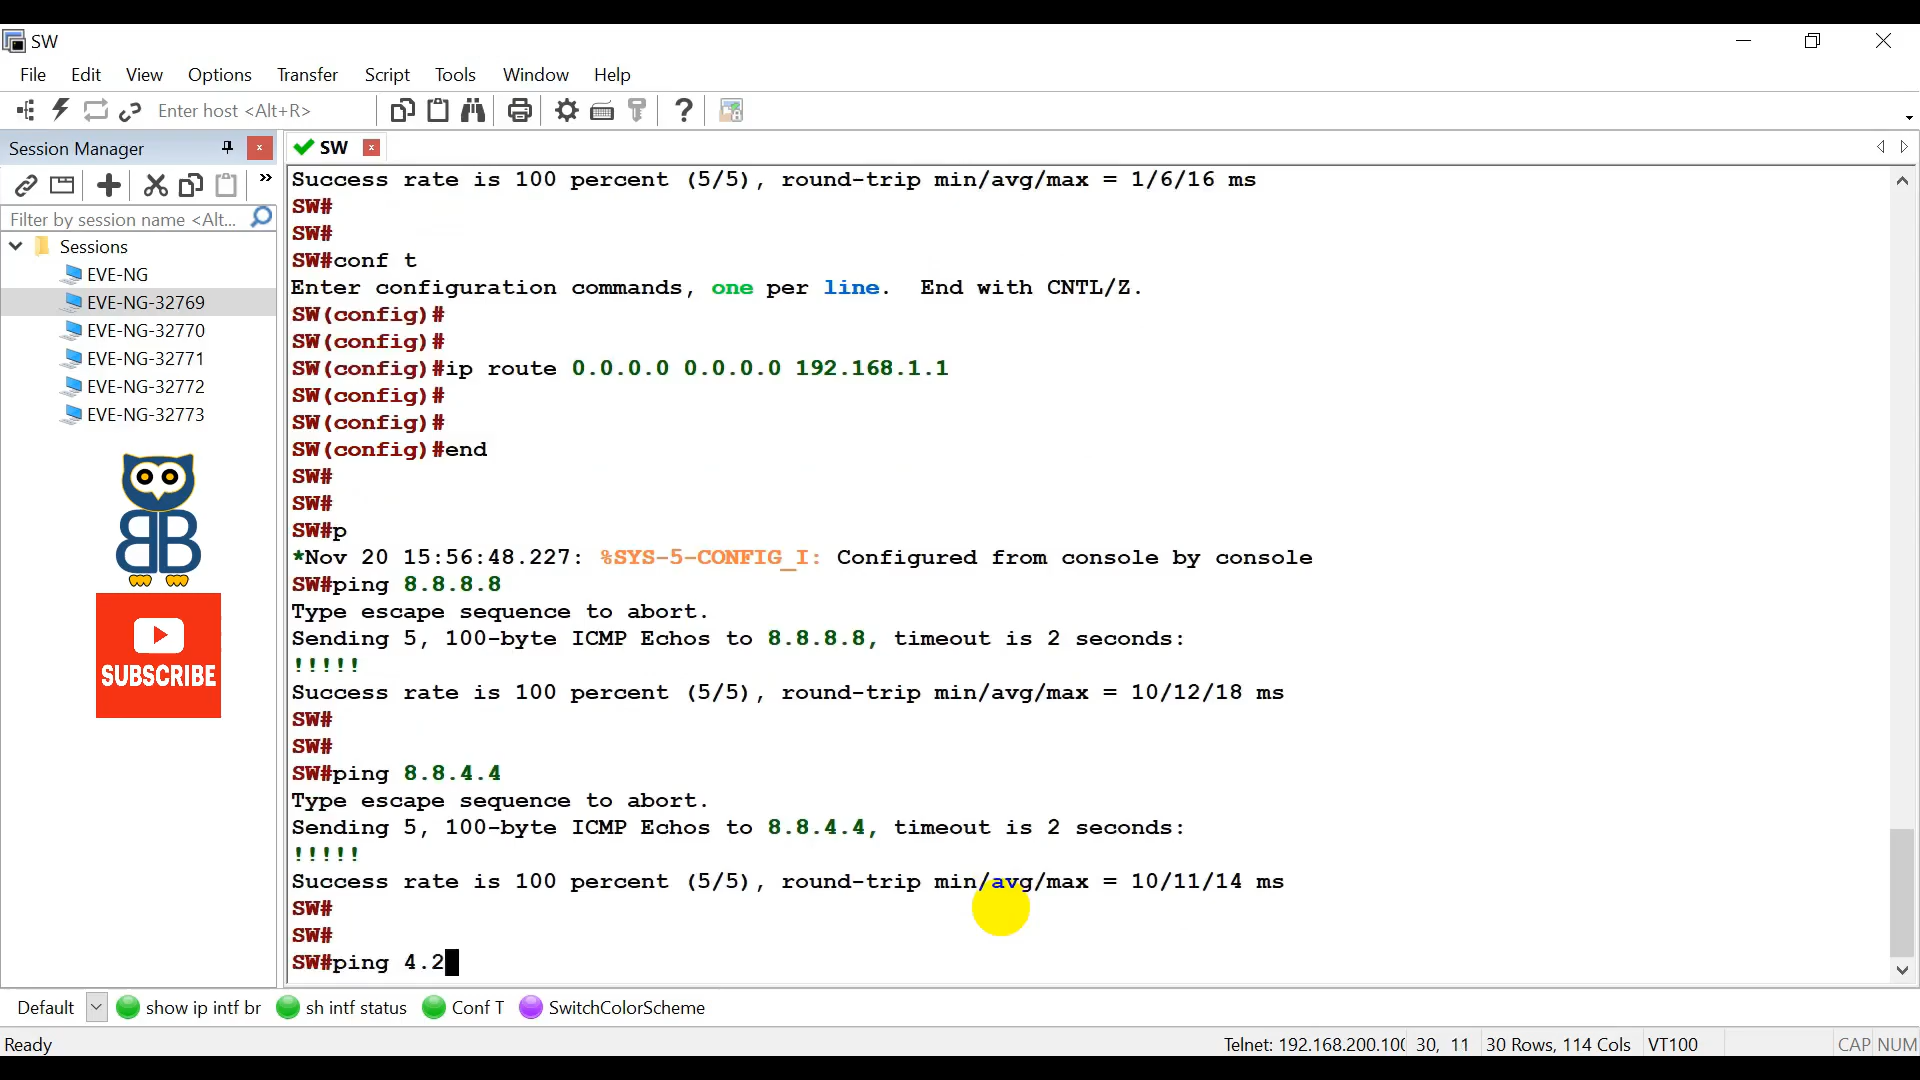 SW
File Edit View Options Transfer Script Tools Window Help
Enter host <Alt+R>
Session Manager
SW
Filter by session name <Alt...
Sessions
EVE-NG
EVE-NG-32769
EVE-NG-32770
EVE-NG-32771
EVE-NG-32772
EVE-NG-32773
SUBSCRIBE
Success rate is 100 percent (5/5), round-trip min/avg/max = 1/6/16 ms
SW#
SW#
SW#conf t
Enter configuration commands, one per line.  End with CNTL/Z.
SW(config)#
SW(config)#
SW(config)#ip route 0.0.0.0 0.0.0.0 192.168.1.1
SW(config)#
SW(config)#
SW(config)#end
SW#
SW#
SW#p
*Nov 20 15:56:48.227: %SYS-5-CONFIG_I: Configured from console by console
SW#ping 8.8.8.8
Type escape sequence to abort.
Sending 5, 100-byte ICMP Echos to 8.8.8.8, timeout is 2 seconds:
!!!!!
Success rate is 100 percent (5/5), round-trip min/avg/max = 10/12/18 ms
SW#
SW#
SW#ping 8.8.4.4
Type escape sequence to abort.
Sending 5, 100-byte ICMP Echos to 8.8.4.4, timeout is 2 seconds:
!!!!!
Success rate is 100 percent (5/5), round-trip min/avg/max = 10/11/14 ms
SW#
SW#
SW#ping 4.2
Default show ip intf br sh intf status Conf T SwitchColorScheme
Ready Telnet: 192.168.200.100 30, 11 30 Rows, 114 Cols VT100 CAP NUM